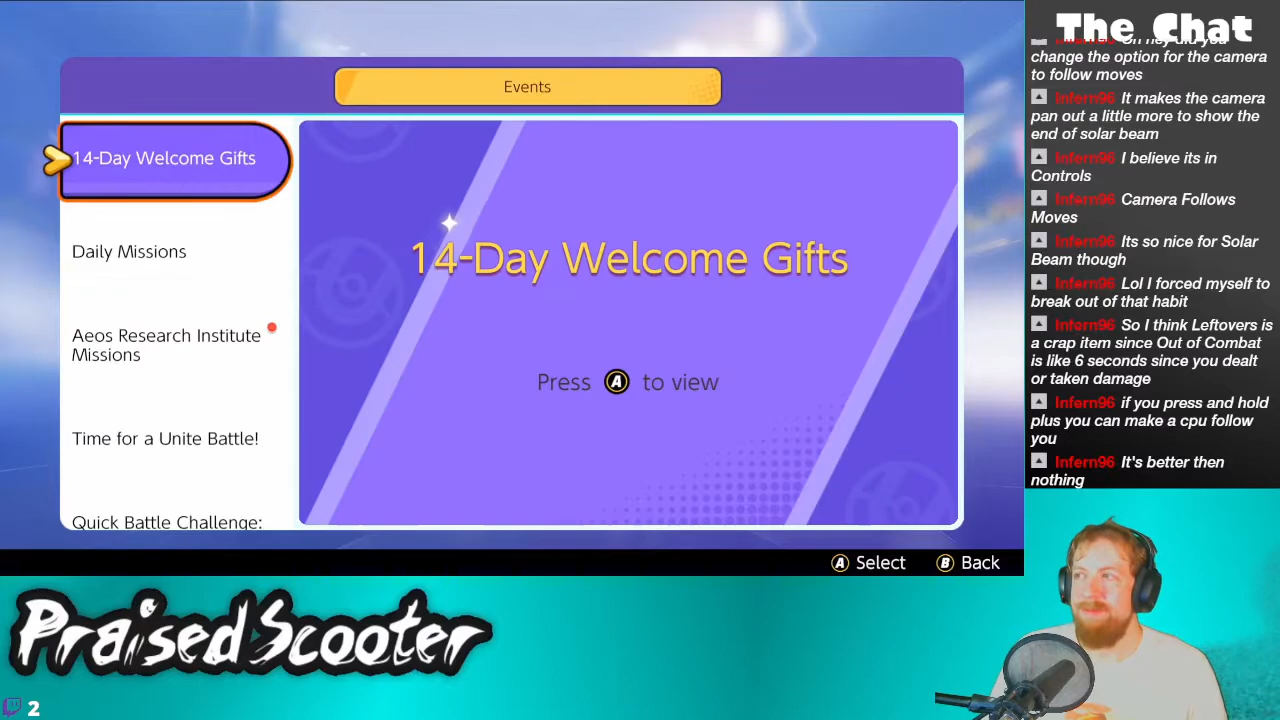 Events
14-Day Welcome Gifts
Daily Missions
Aeos Research Institute
Missions
Time for a Unite Battle!
Quick Battle Challenge:
14-Day Welcome Gifts
Press A to view
A Select B Back
The Chat
change the option for the camera
to follow moves
Infern96 It makes the camera
pan out a little more to show the
end of solar beam
Infern96 I believe its in
Controls
Infern96 Camera Follows
Moves
Infern96 Its so nice for Solar
Beam though
Infern96 Lol I forced myself to
break out of that habit
Infern96 So I think Leftovers is
a crap item since Out of Combat
is like 6 seconds since you dealt
or taken damage
Infern96 if you press and hold
plus you can make a cpu follow
you
Infern96 It's better then
nothing
PraisedScooter
2